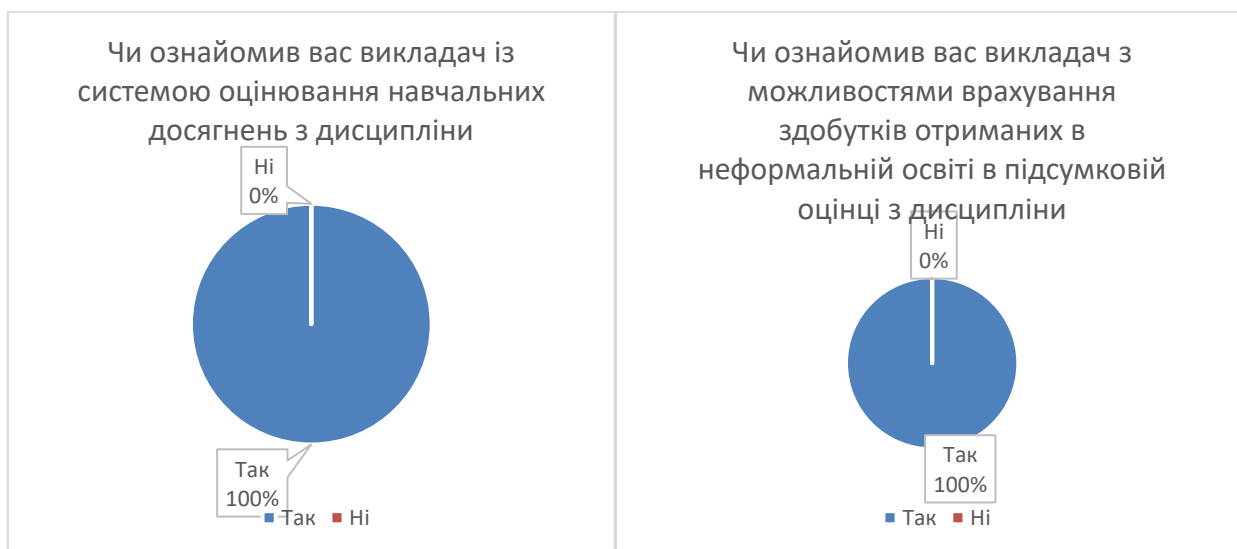 Чи ознайомив вас викладач із
системою оцінювання навчальних
досягнень з дисципліни
Ні
0%
Так
100%
Так Ні
Чи ознайомив вас викладач з
можливостями врахування
здобутків отриманих в
неформальній освіті в підсумковій
оцінці з дисципліни
Ні
0%
Так
100%
Так Ні